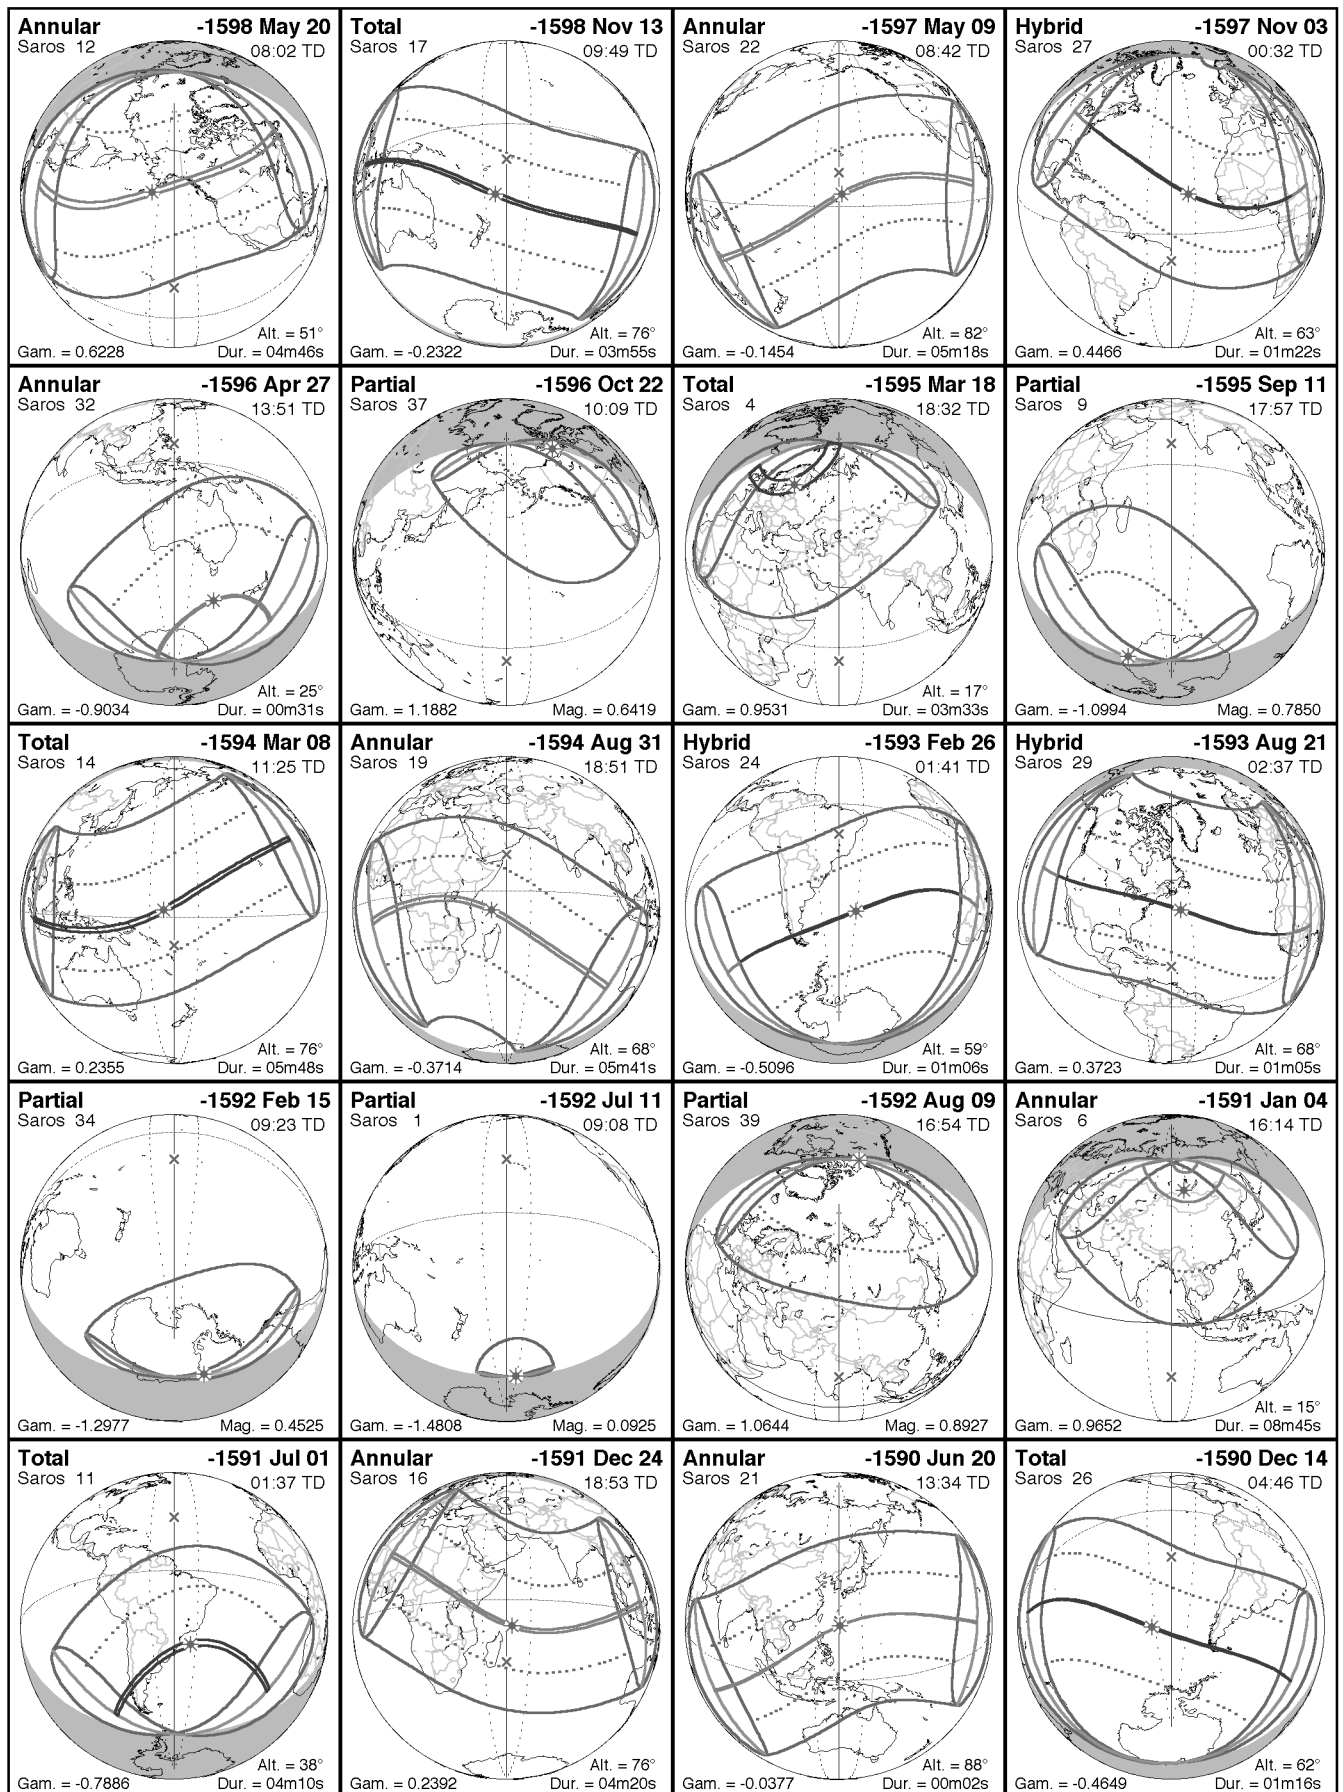 Annular -1598 May 20
Saros 12 08:02 TD
Alt. = 51°
Gam. = 0.6228 Dur. = 04m46s
Total -1598 Nov 13
Saros 17 09:49 TD
Alt. = 76°
Gam. = -0.2322 Dur. = 03m55s
Annular -1597 May 09
Saros 22 08:42 TD
Alt. = 82°
Gam. = -0.1454 Dur. = 05m18s
Hybrid -1597 Nov 03
Saros 27 00:32 TD
Alt. = 63°
Gam. = 0.4466 Dur. = 01m22s
Annular -1596 Apr 27
Saros 32 13:51 TD
Alt. = 25°
Gam. = -0.9034 Dur. = 00m31s
Partial -1596 Oct 22
Saros 37 10:09 TD
Gam. = 1.1882 Mag. = 0.6419
Total -1595 Mar 18
Saros 4 18:32 TD
Alt. = 17°
Gam. = 0.9531 Dur. = 03m33s
Partial -1595 Sep 11
Saros 9 17:57 TD
Gam. = -1.0994 Mag. = 0.7850
Total -1594 Mar 08
Saros 14 11:25 TD
Alt. = 76°
Gam. = 0.2355 Dur. = 05m48s
Annular -1594 Aug 31
Saros 19 18:51 TD
Alt. = 68°
Gam. = -0.3714 Dur. = 05m41s
Hybrid -1593 Feb 26
Saros 24 01:41 TD
Alt. = 59°
Gam. = -0.5096 Dur. = 01m06s
Hybrid -1593 Aug 21
Saros 29 02:37 TD
Alt. = 68°
Gam. = 0.3723 Dur. = 01m05s
Partial -1592 Feb 15
Saros 34 09:23 TD
Gam. = -1.2977 Mag. = 0.4525
Partial -1592 Jul 11
Saros 1 09:08 TD
Gam. = -1.4808 Mag. = 0.0925
Partial -1592 Aug 09
Saros 39 16:54 TD
Gam. = 1.0644 Mag. = 0.8927
Annular -1591 Jan 04
Saros 6 16:14 TD
Alt. = 15°
Gam. = 0.9652 Dur. = 08m45s
Total -1591 Jul 01
Saros 11 01:37 TD
Alt. = 38°
Gam. = -0.7886 Dur. = 04m10s
Annular -1591 Dec 24
Saros 16 18:53 TD
Alt. = 76°
Gam. = 0.2392 Dur. = 04m20s
Annular -1590 Jun 20
Saros 21 13:34 TD
Alt. = 88°
Gam. = -0.0377 Dur. = 00m02s
Total -1590 Dec 14
Saros 26 04:46 TD
Alt. = 62°
Gam. = -0.4649 Dur. = 01m16s